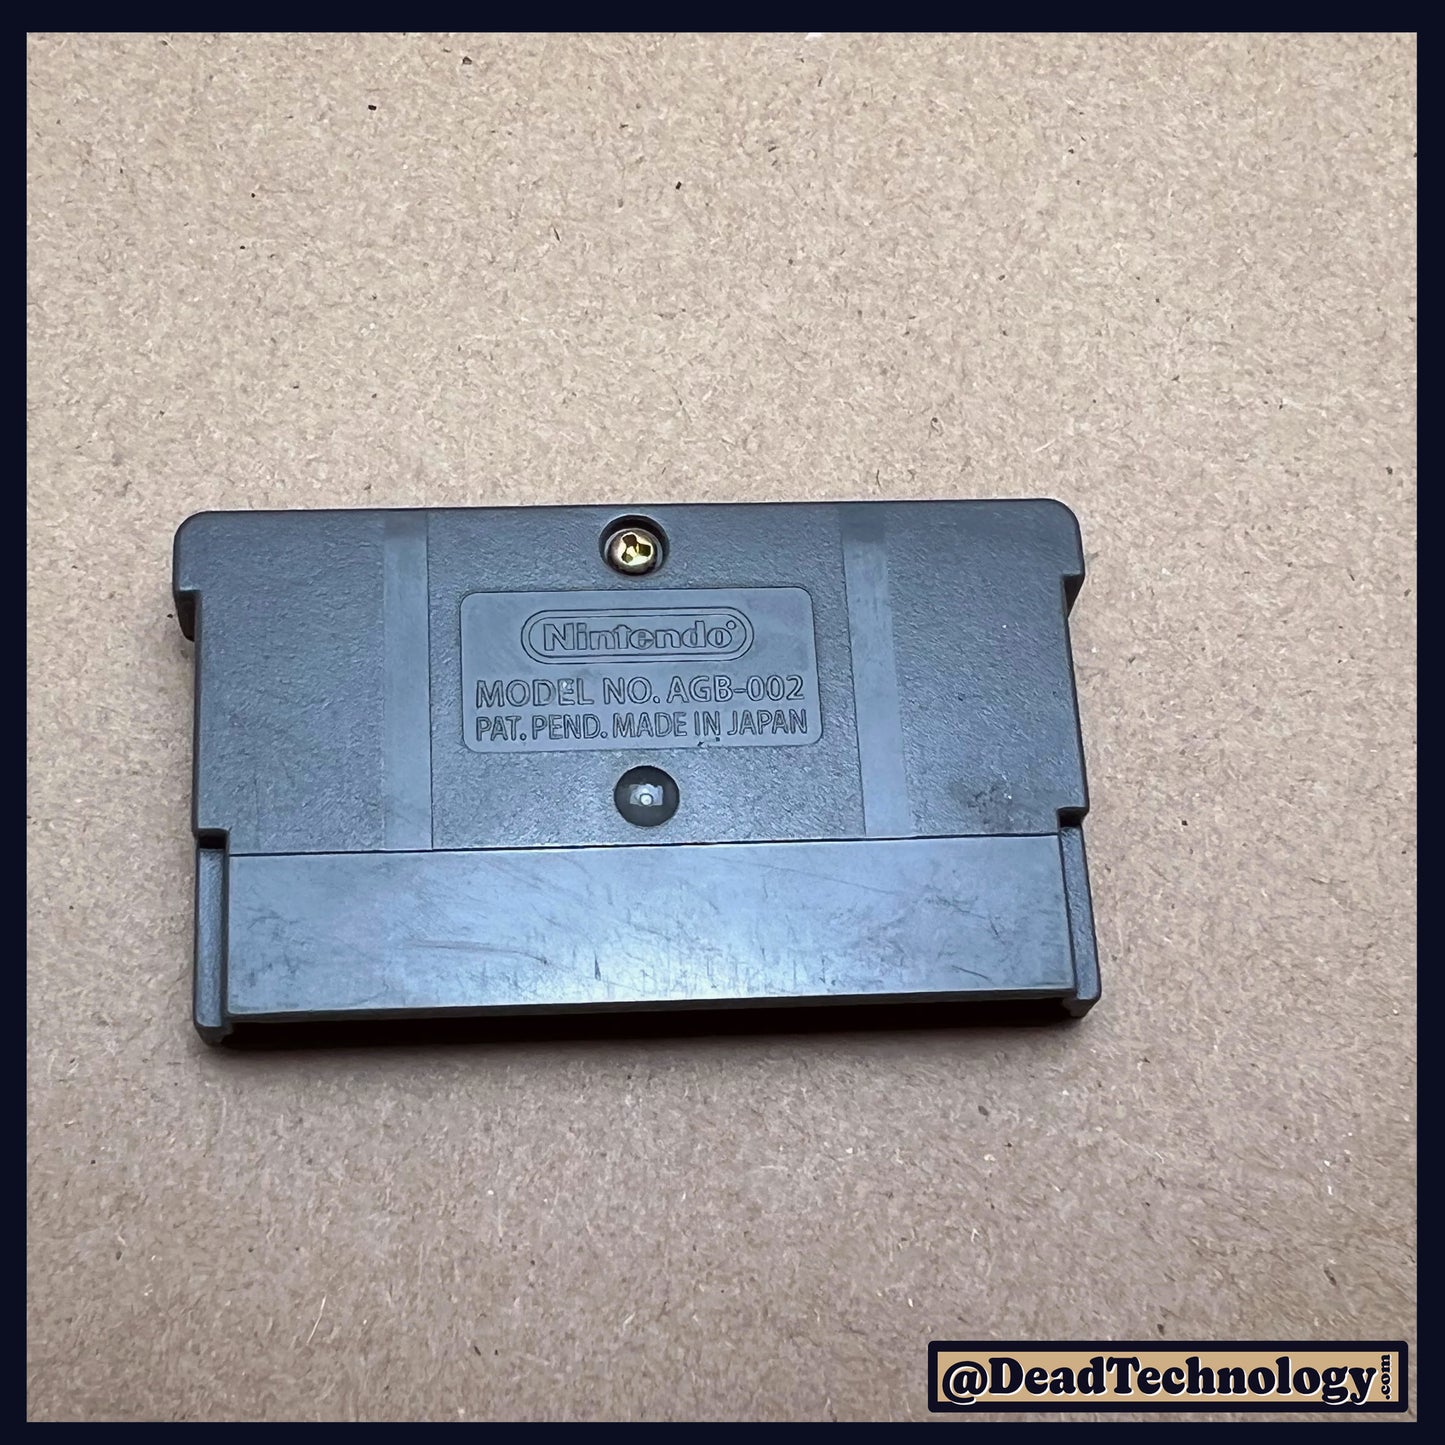 Nintendo®
MODEL NO. AGB-002
PAT. PEND. MADE IN JAPAN
@DeadTechnology.com